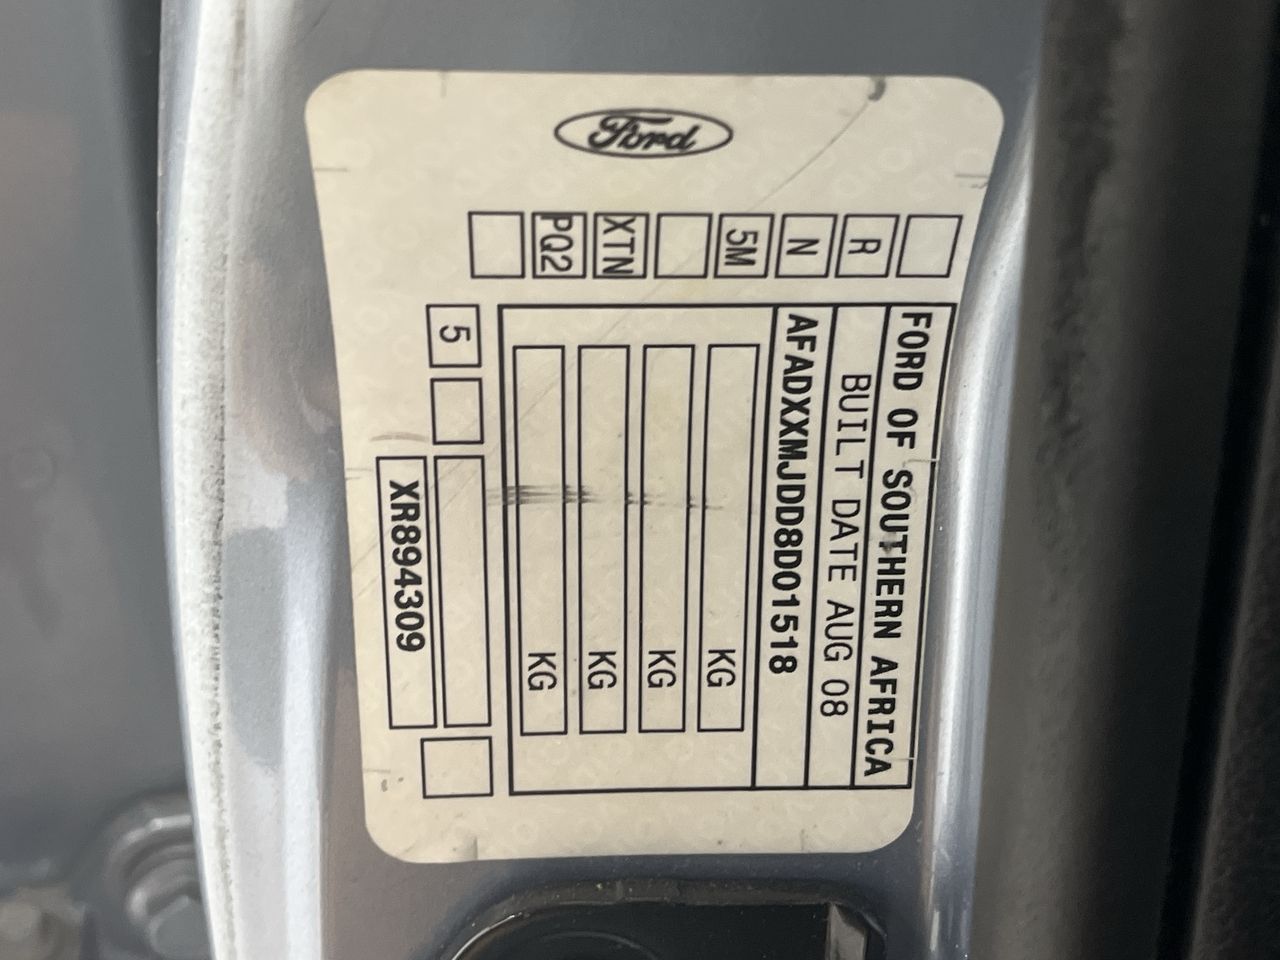 Ford
FORD OF SOUTHERN AFRICA
BUILT DATE AUG 08
AFADXXMJDD8D01518
KG
KG
KG
KG
R
N
5M
XTN
PQ2
5
XR894309